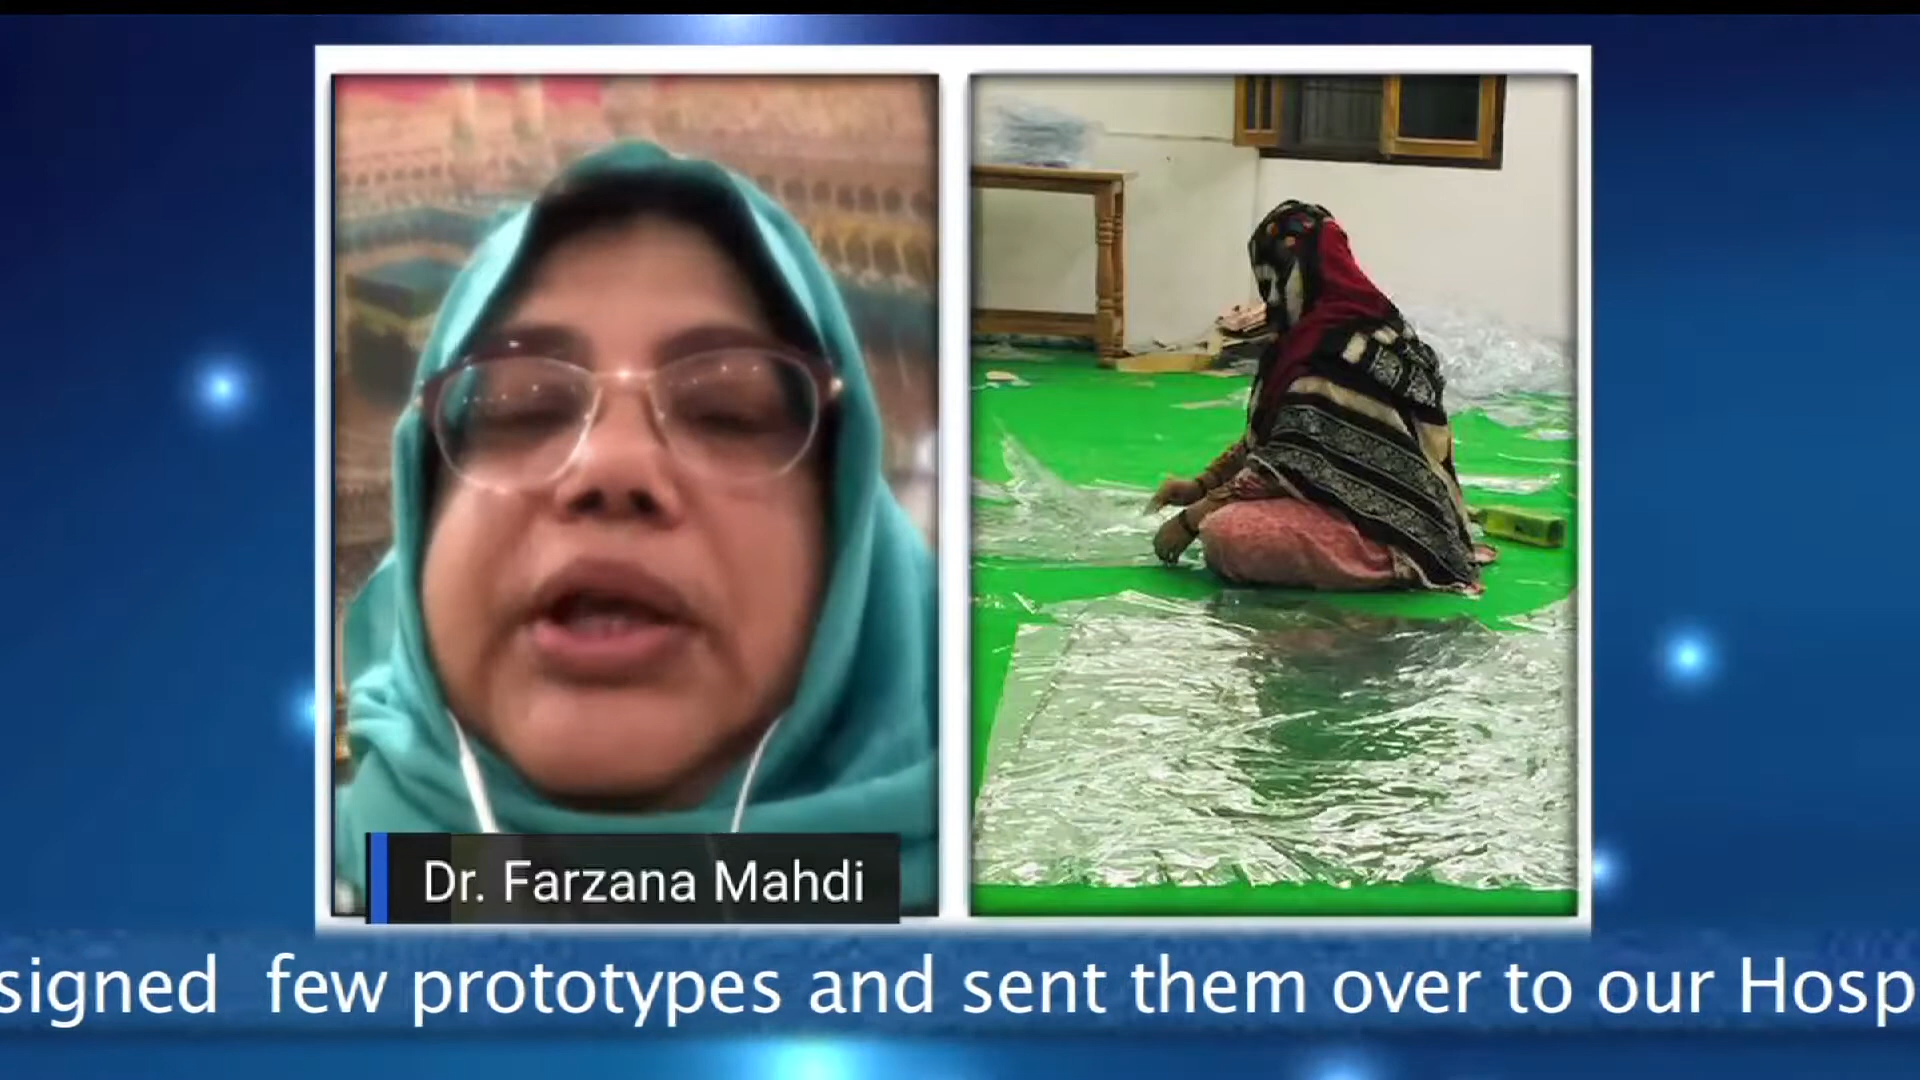 Dr. Farzana Mahdi
signed few prototypes and sent them over to our Hosp